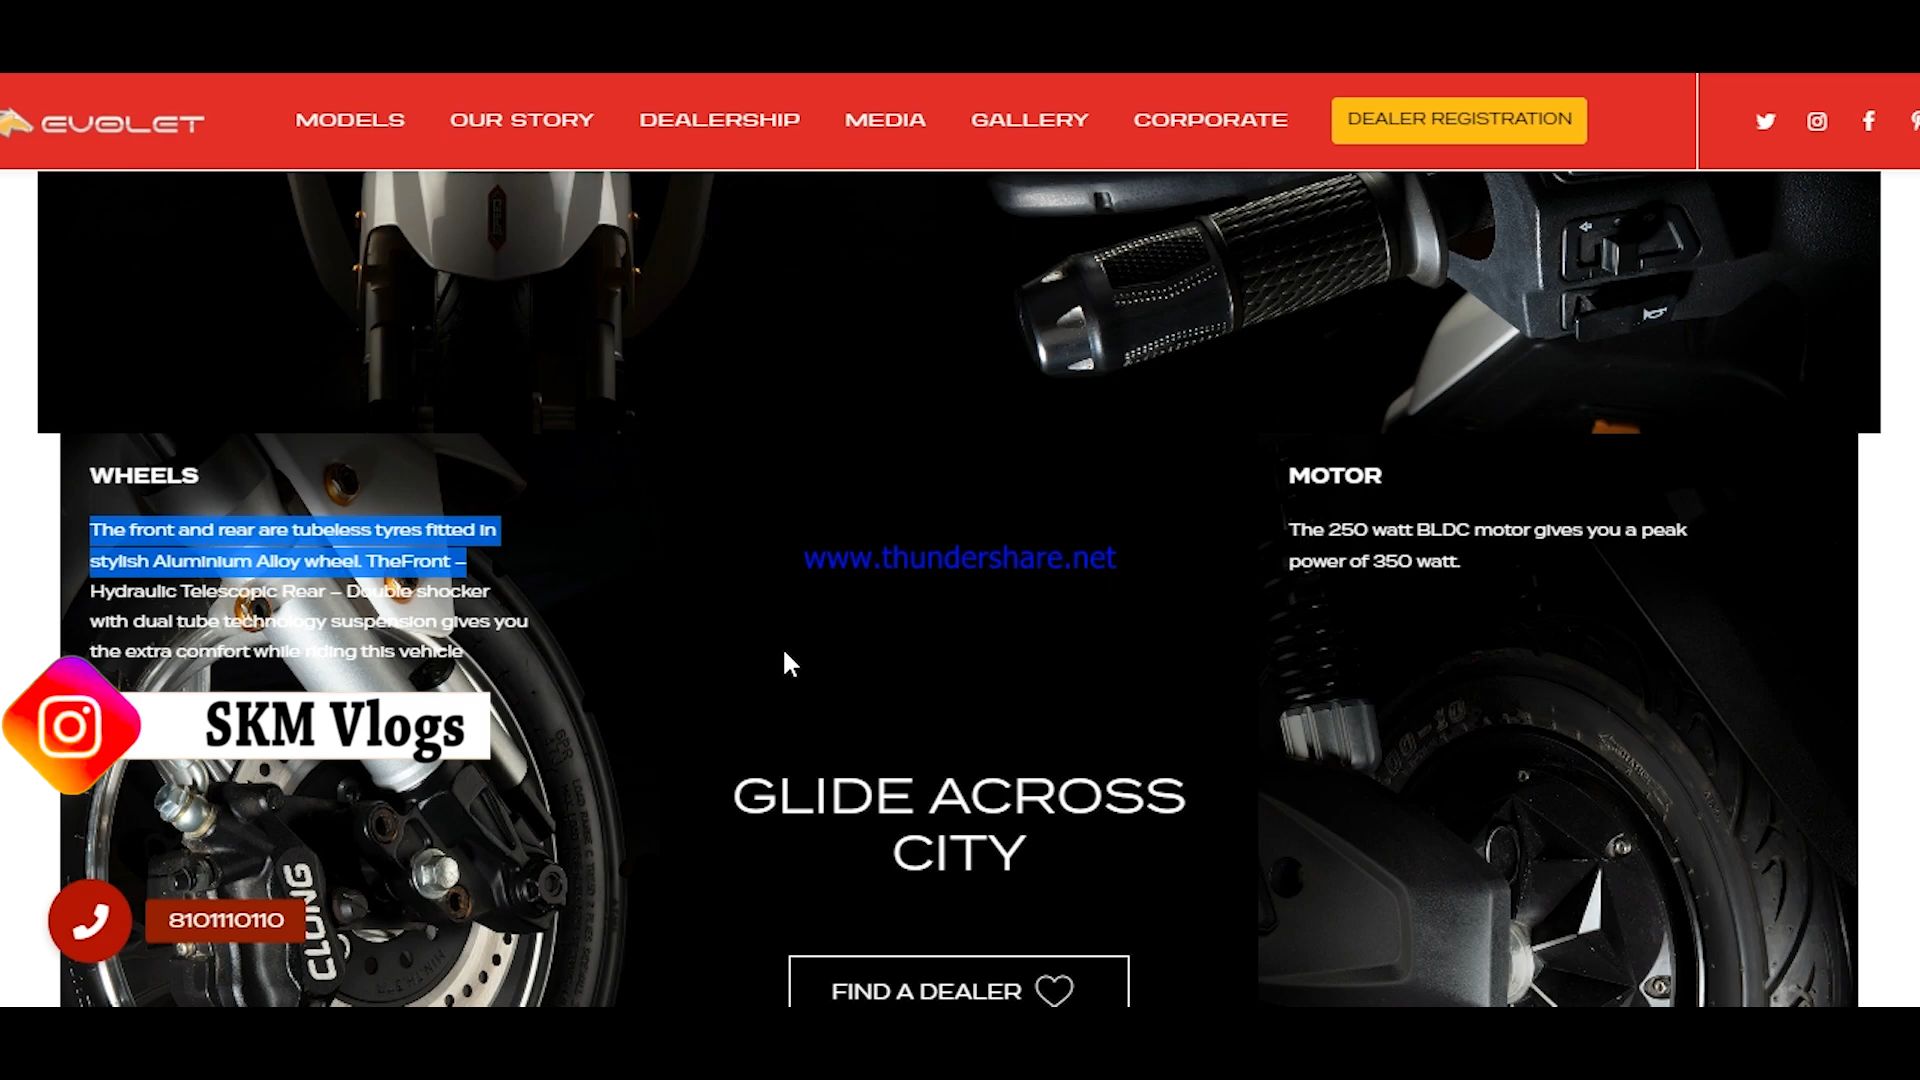 EVOLET
MODELS
OUR STORY
DEALERSHIP
MEDIA
GALLERY
CORPORATE
DEALER REGISTRATION
SPEED
WHEELS
The front and rear are tubeless tyres fitted in
stylish Aluminium Alloy wheel. TheFront –
Hydraulic Telescopic Rear – Double shocker
with dual tube technology suspension gives you
the extra comfort while riding this vehicle
www.thundershare.net
MOTOR
The 250 watt BLDC motor gives you a peak
power of 350 watt.
SKM Vlogs
GLIDE ACROSS
CITY
CLONG
8101110110
FIND A DEALER